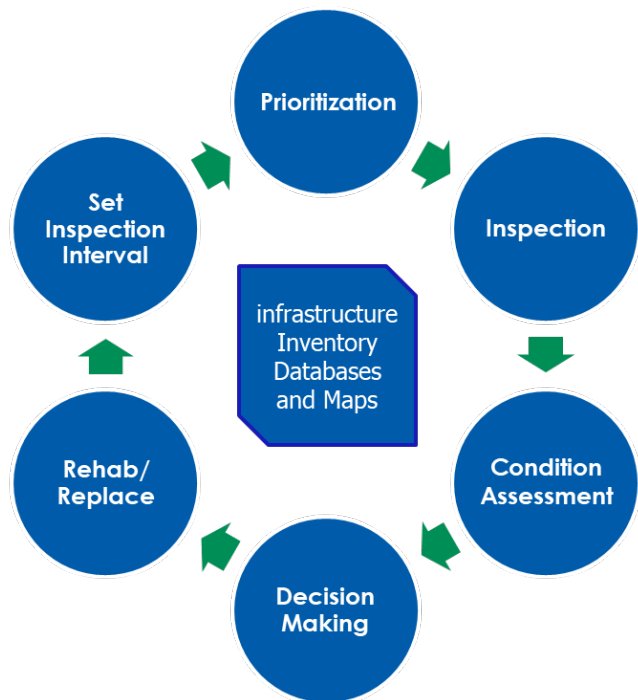 Prioritization
Inspection
Condition
Assessment
Decision
Making
Rehab/
Replace
Set
Inspection
Interval
infrastructure
Inventory
Databases
and Maps